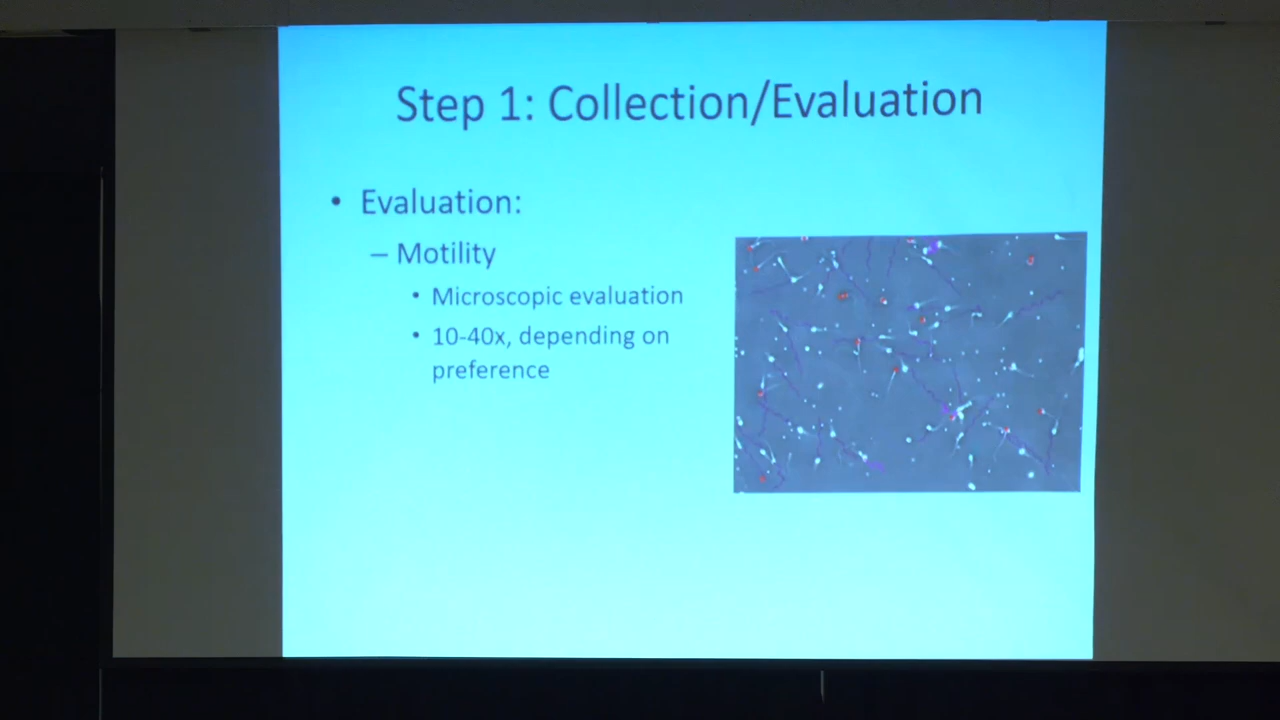 Step 1: Collection/Evaluation
• Evaluation:
– Motility
• Microscopic evaluation
• 10-40x, depending on
preference